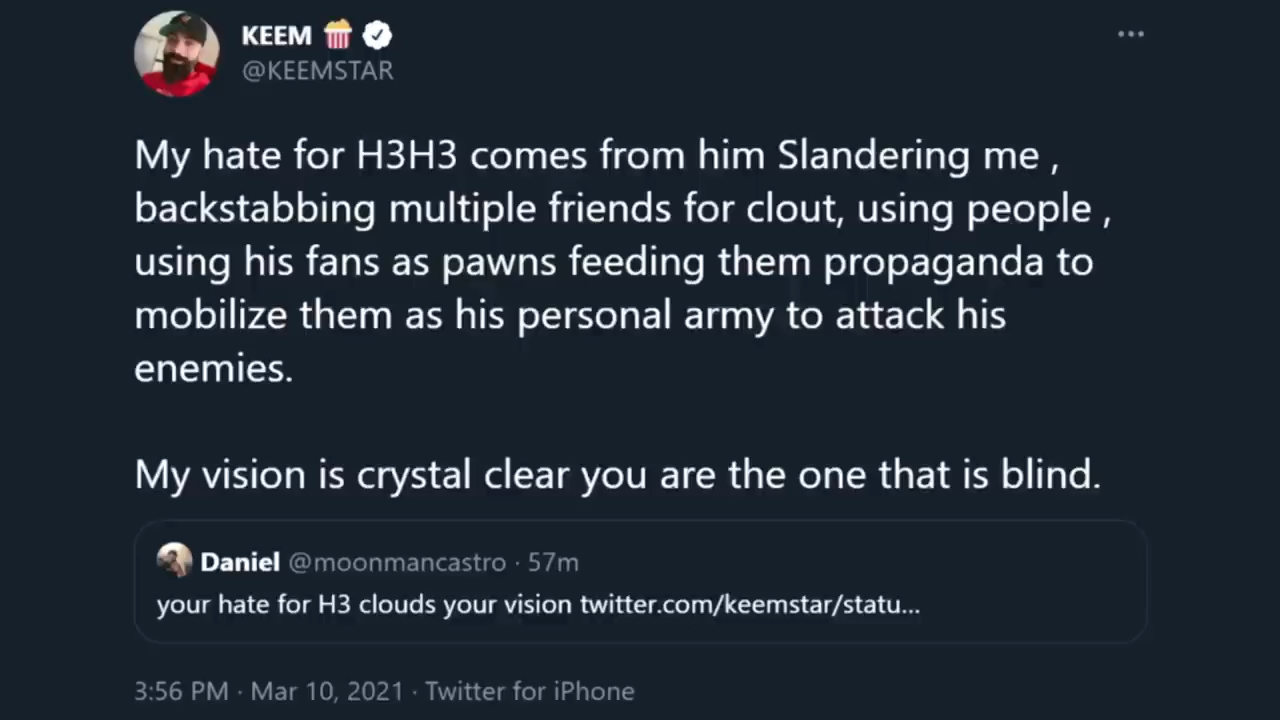 KEEM 🍿
@KEEMSTAR
My hate for H3H3 comes from him Slandering me ,
backstabbing multiple friends for clout, using people ,
using his fans as pawns feeding them propaganda to
mobilize them as his personal army to attack his
enemies.
My vision is crystal clear you are the one that is blind.
Daniel @moonmancastro · 57m
your hate for H3 clouds your vision twitter.com/keemstar/statu...
3:56 PM · Mar 10, 2021 · Twitter for iPhone